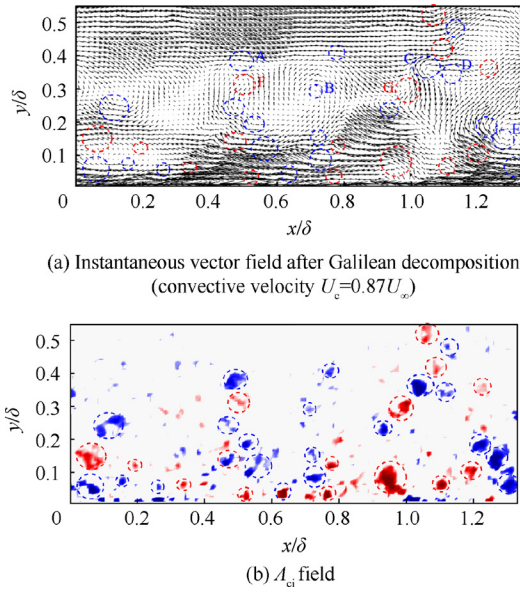 0.5
0.4
0.3
0.2
0.1
y/δ
A
B
C
D
E
F
G
0
0.2
0.4
0.6
0.8
1.0
1.2
x/δ
(a) Instantaneous vector field after Galilean decomposition
(convective velocity Uc=0.87U∞)
0.5
0.4
0.3
0.2
0.1
y/δ
0
0.2
0.4
0.6
0.8
1.0
1.2
x/δ
(b) Λci field